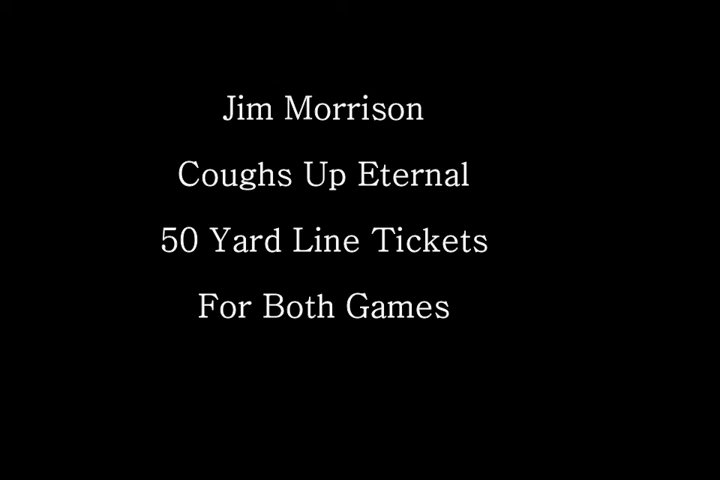 Jim Morrison
Coughs Up Eternal
50 Yard Line Tickets
For Both Games